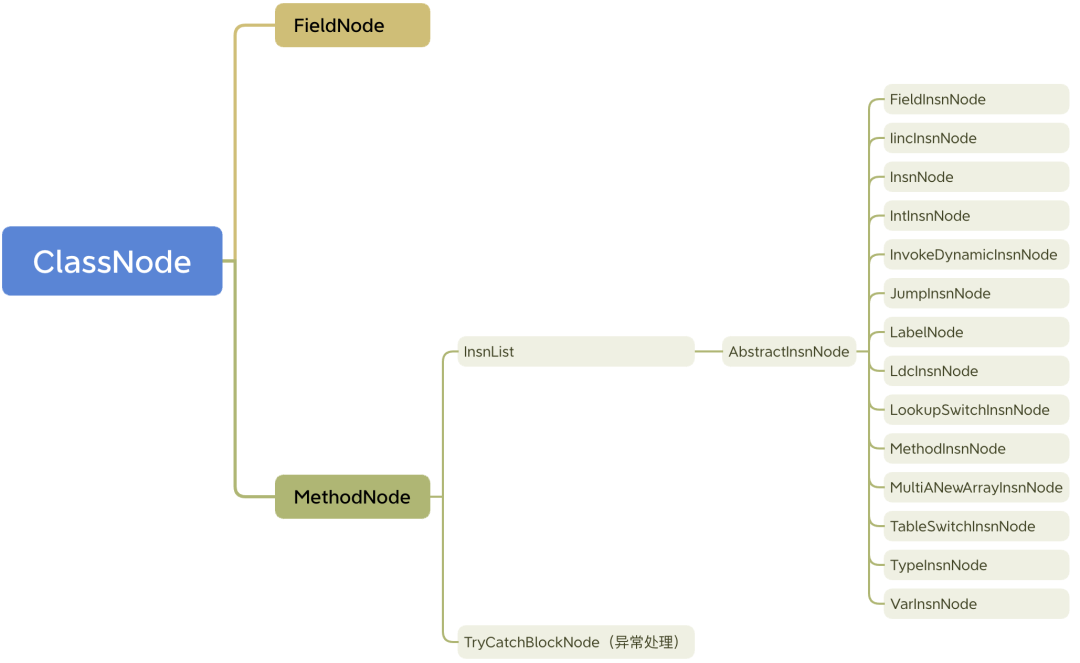 ClassNode
FieldNode
MethodNode
InsnList
AbstractInsnNode
FieldInsnNode
IincInsnNode
InsnNode
IntInsnNode
InvokeDynamicInsnNode
JumpInsnNode
LabelNode
LdcInsnNode
LookupSwitchInsnNode
MethodInsnNode
MultiANewArrayInsnNode
TableSwitchInsnNode
TypeInsnNode
VarInsnNode
TryCatchBlockNode（异常处理）